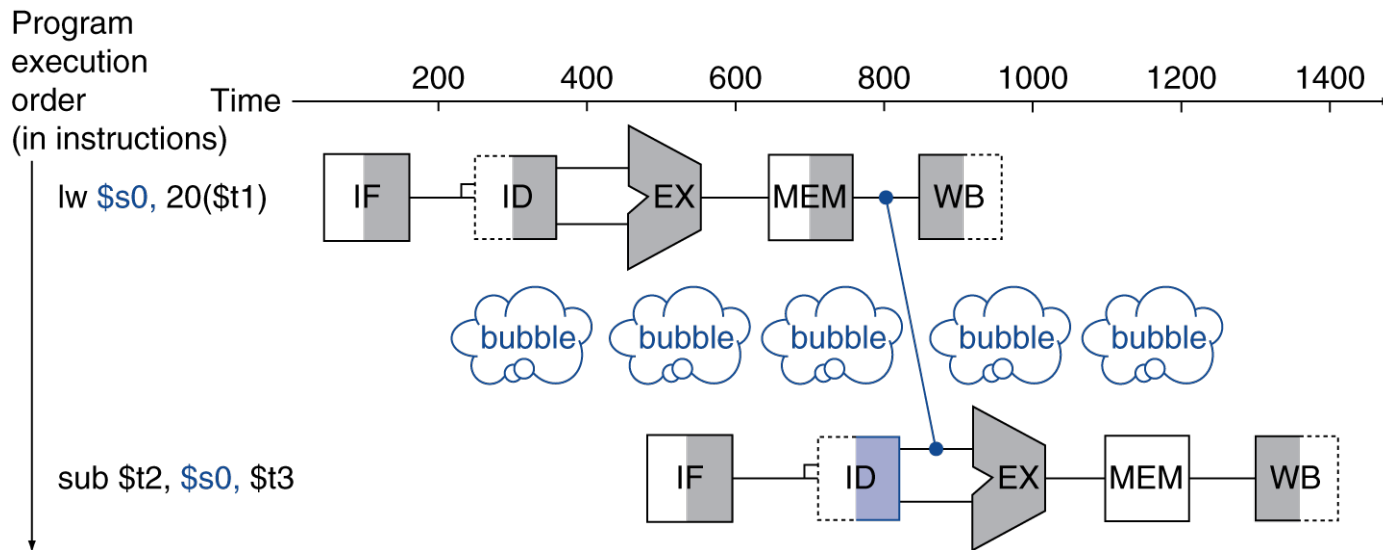 Program
execution
order
(in instructions)
Time
200 400 600 800 1000 1200 1400
lw $s0, 20($t1)
IF ID EX MEM WB
bubble bubble bubble bubble bubble
sub $t2, $s0, $t3
IF ID EX MEM WB